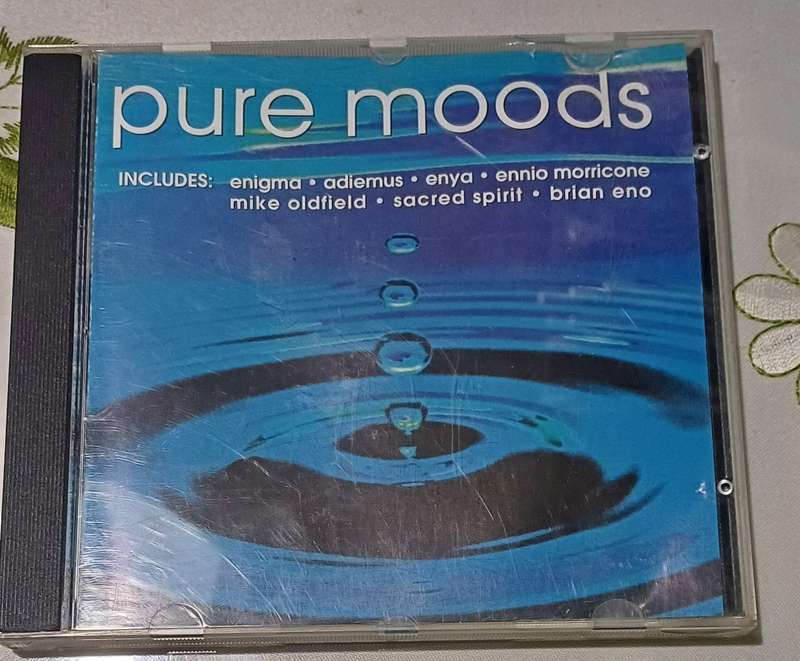 pure moods
INCLUDES: enigma • adiemus • enya • ennio morricone
mike oldfield • sacred spirit • brian eno